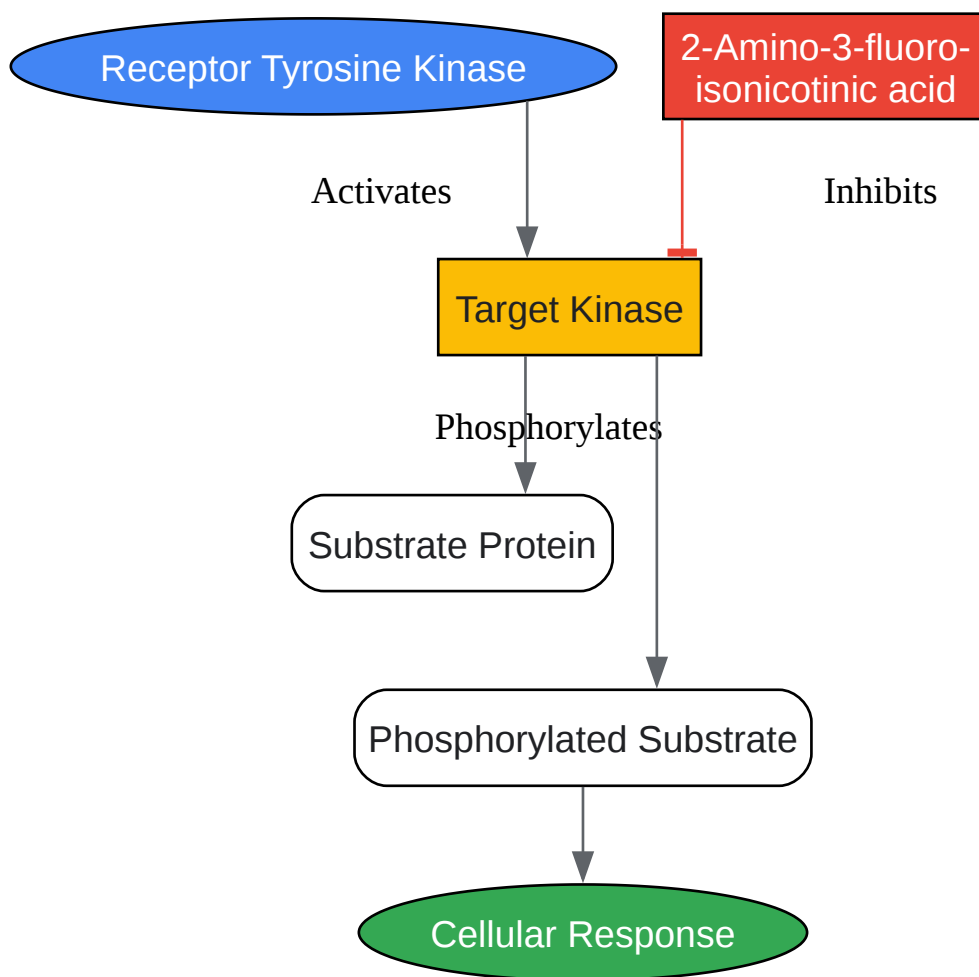 Receptor Tyrosine Kinase
2-Amino-3-fluoro-
isonicotinic acid
Activates
Inhibits
Target Kinase
Phosphorylates
Substrate Protein
Phosphorylated Substrate
Cellular Response